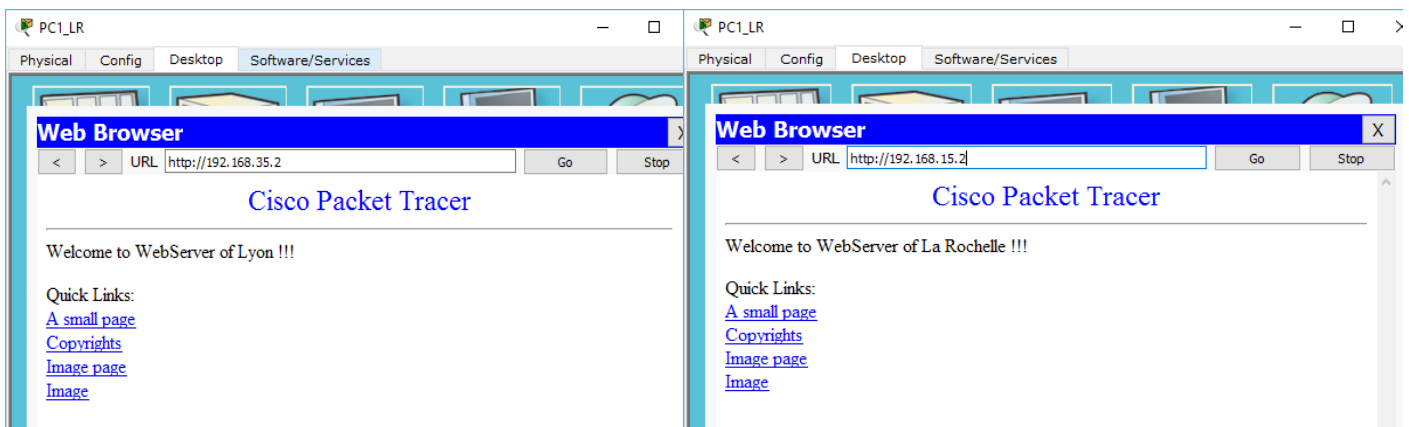 PC1_LR
Physical Config Desktop Software/Services
Web Browser X
< > URL http://192.168.35.2 Go Stop
Cisco Packet Tracer
Welcome to WebServer of Lyon !!!
Quick Links:
A small page
Copyrights
Image page
Image
PC1_LR
Physical Config Desktop Software/Services
Web Browser X
< > URL http://192.168.15.2 Go Stop
Cisco Packet Tracer
Welcome to WebServer of La Rochelle !!!
Quick Links:
A small page
Copyrights
Image page
Image